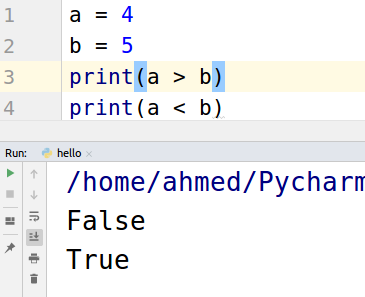 1 a = 4
2 b = 5
3 print(a > b)
4 print(a < b)
Run: hello ×
/home/ahmed/Pycharm
False
True